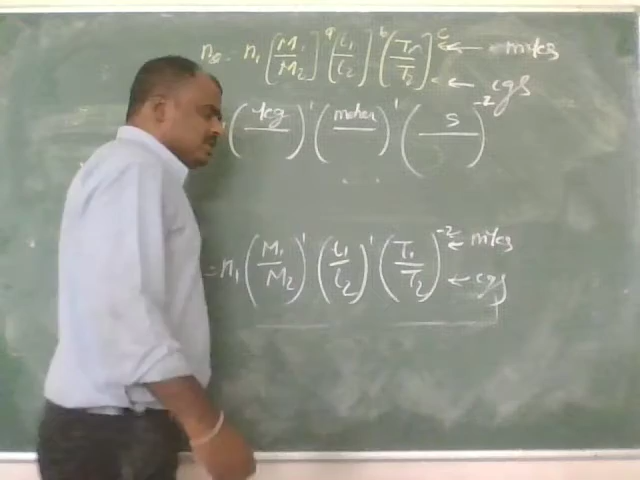 n₂ = n₁ [M₁/M₂]ᵃ [L₁/L₂]ᵇ [T₁/T₂]ᶜ ← mks
← cgs
(kg/ )¹ (meter/ )¹ (s/ )⁻²
= n₁ (M₁/M₂)¹ (L₁/L₂)¹ (T₁/T₂)⁻² ← mks
← cgs